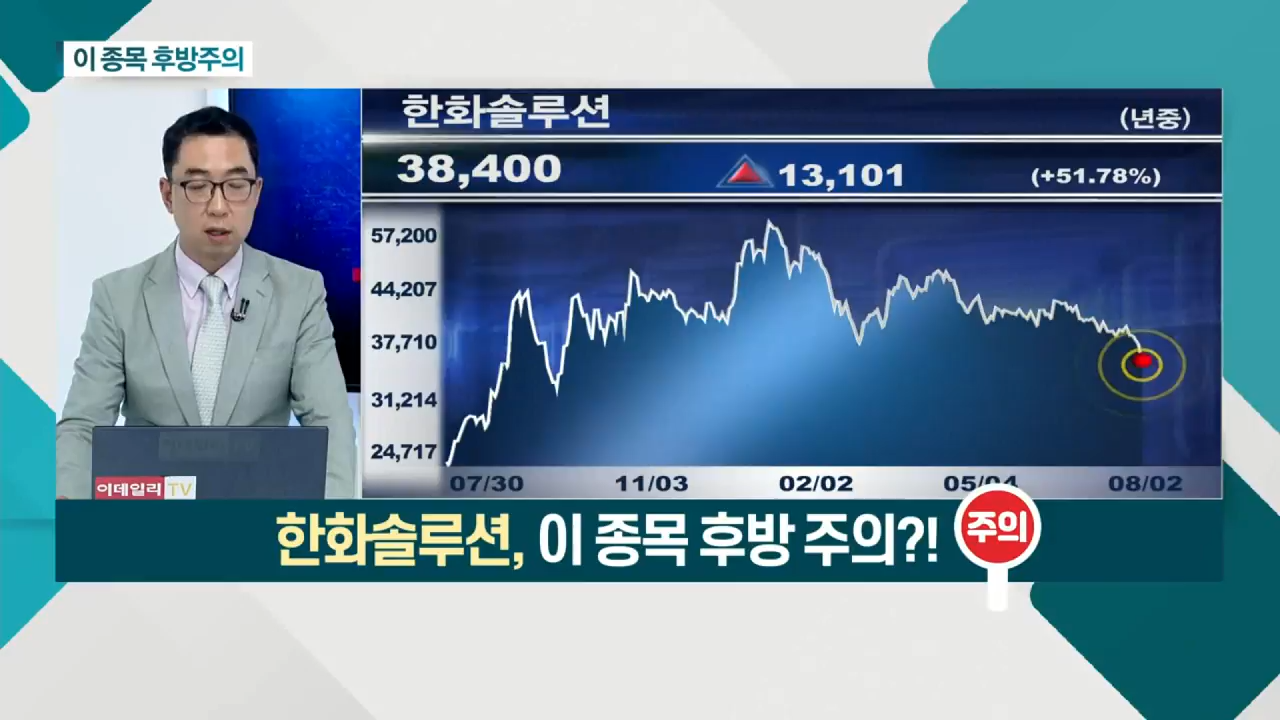 이 종목 후방주의
한화솔루션
(년중)
38,400 13,101 (+51.78%)
57,200
44,207
37,710
31,214
24,717
07/30 11/03 02/02 05/04 08/02
이데일리 TV
한화솔루션, 이 종목 후방 주의?!
주의